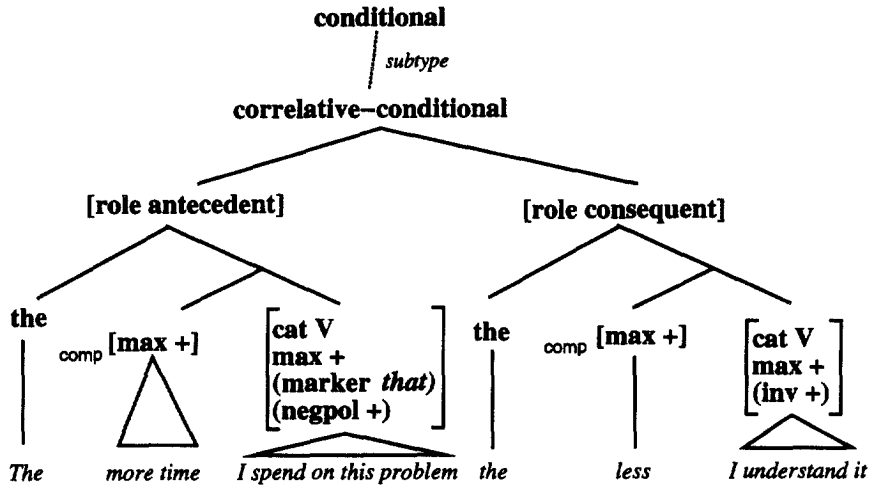 conditional
subtype
correlative–conditional
[role antecedent] [role consequent]
the comp [max +] [cat V
max +
(marker that)
(negpol +)]
the comp [max +] [cat V
max +
(inv +)]
The more time I spend on this problem the less I understand it